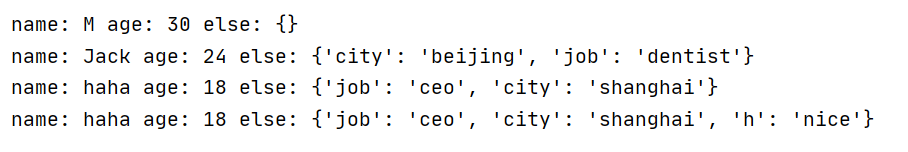 name: M age: 30 else: {}
name: Jack age: 24 else: {'city': 'beijing', 'job': 'dentist'}
name: haha age: 18 else: {'job': 'ceo', 'city': 'shanghai'}
name: haha age: 18 else: {'job': 'ceo', 'city': 'shanghai', 'h': 'nice'}